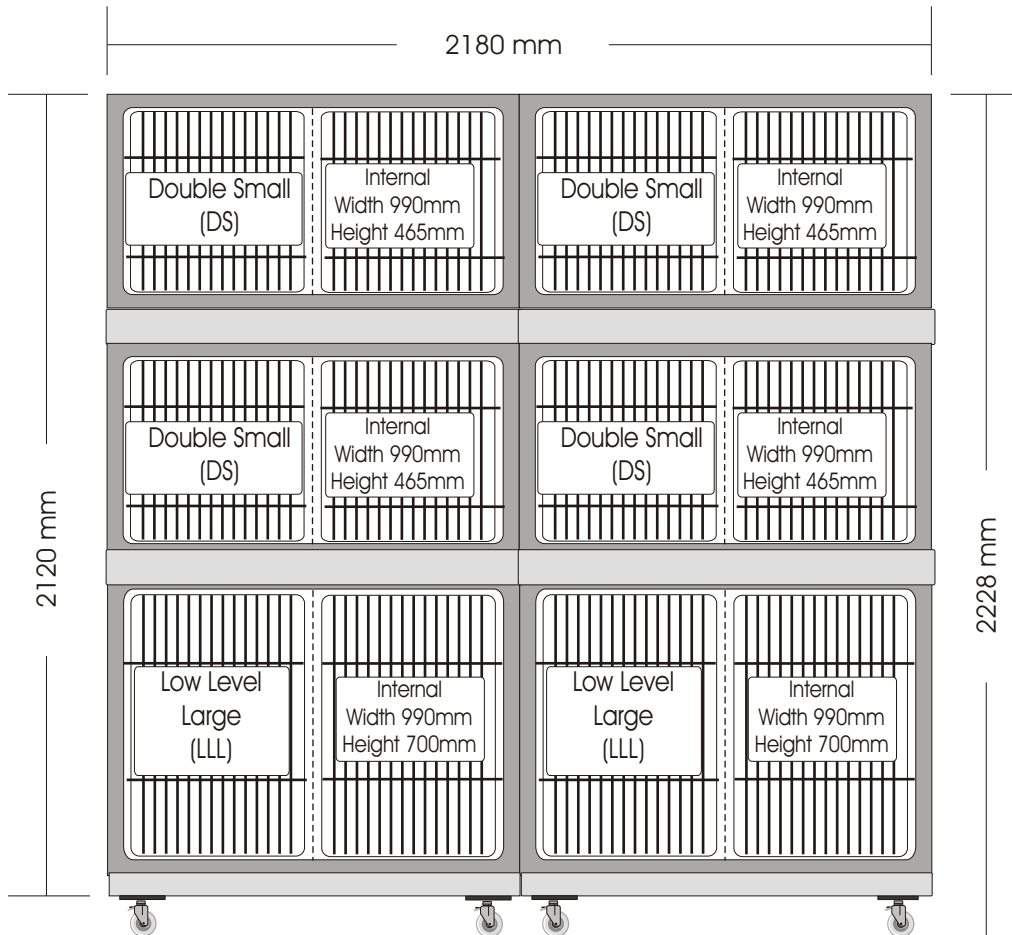 2180 mm
Double Small
(DS)
Internal
Width 990mm
Height 465mm
Double Small
(DS)
Internal
Width 990mm
Height 465mm
Double Small
(DS)
Internal
Width 990mm
Height 465mm
Double Small
(DS)
Internal
Width 990mm
Height 465mm
2120 mm
2228 mm
Low Level
Large
(LLL)
Internal
Width 990mm
Height 700mm
Low Level
Large
(LLL)
Internal
Width 990mm
Height 700mm